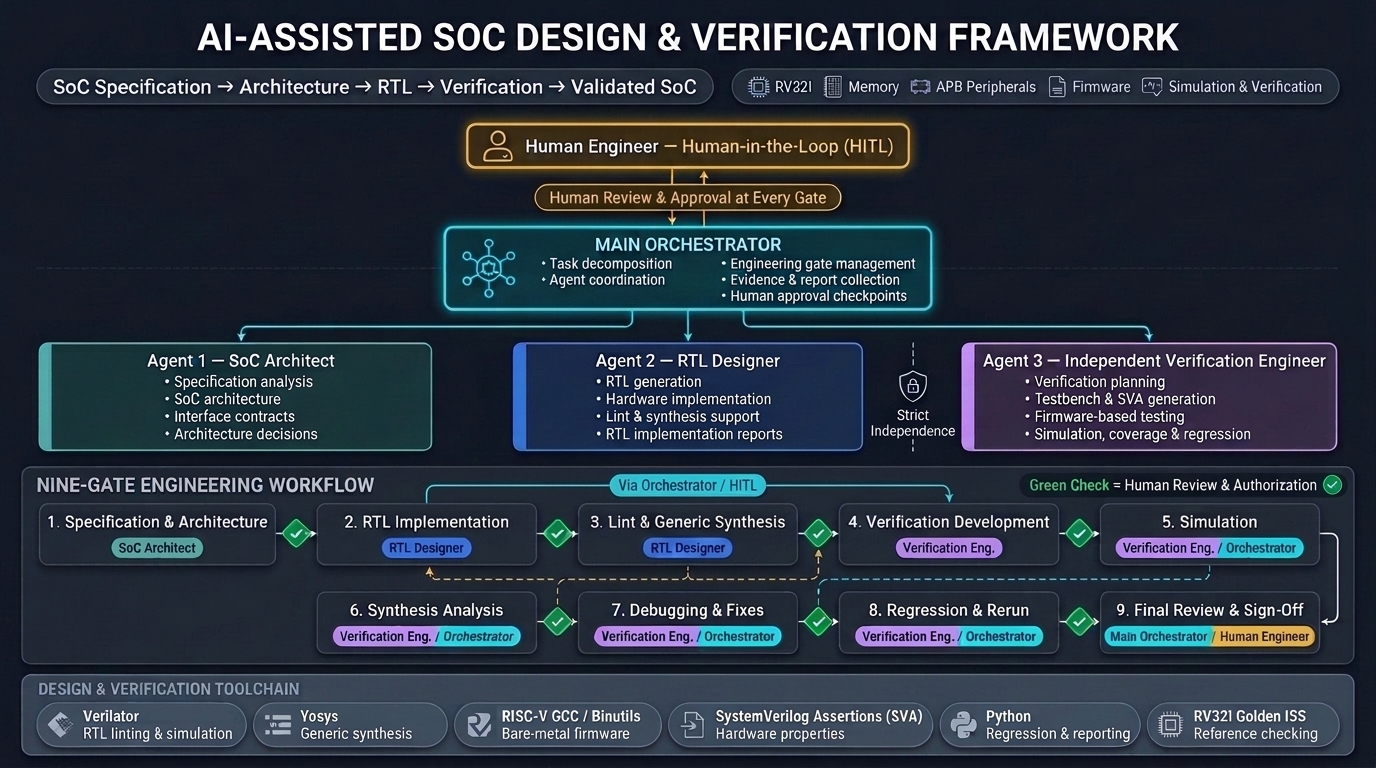 AI-ASSISTED SOC DESIGN & VERIFICATION FRAMEWORK
SoC Specification → Architecture → RTL → Verification → Validated SoC
RV32I
Memory
APB Peripherals
Firmware
Simulation & Verification
Human Engineer — Human-in-the-Loop (HITL)
Human Review & Approval at Every Gate
MAIN ORCHESTRATOR
• Task decomposition
• Agent coordination
• Engineering gate management
• Evidence & report collection
• Human approval checkpoints
Agent 1 — SoC Architect
• Specification analysis
• SoC architecture
• Interface contracts
• Architecture decisions
Agent 2 — RTL Designer
• RTL generation
• Hardware implementation
• Lint & synthesis support
• RTL implementation reports
Strict
Independence
Agent 3 — Independent Verification Engineer
• Verification planning
• Testbench & SVA generation
• Firmware-based testing
• Simulation, coverage & regression
NINE-GATE ENGINEERING WORKFLOW
Via Orchestrator / HITL
Green Check = Human Review & Authorization
1. Specification & Architecture
SoC Architect
2. RTL Implementation
RTL Designer
3. Lint & Generic Synthesis
RTL Designer
4. Verification Development
Verification Eng.
5. Simulation
Verification Eng. / Orchestrator
6. Synthesis Analysis
Verification Eng. / Orchestrator
7. Debugging & Fixes
Verification Eng. / Orchestrator
8. Regression & Rerun
Verification Eng. / Orchestrator
9. Final Review & Sign-Off
Main Orchestrator / Human Engineer
DESIGN & VERIFICATION TOOLCHAIN
Verilator
RTL linting & simulation
Yosys
Generic synthesis
RISC-V GCC / Binutils
Bare-metal firmware
SystemVerilog Assertions (SVA)
Hardware properties
Python
Regression & reporting
RV32I Golden ISS
Reference checking